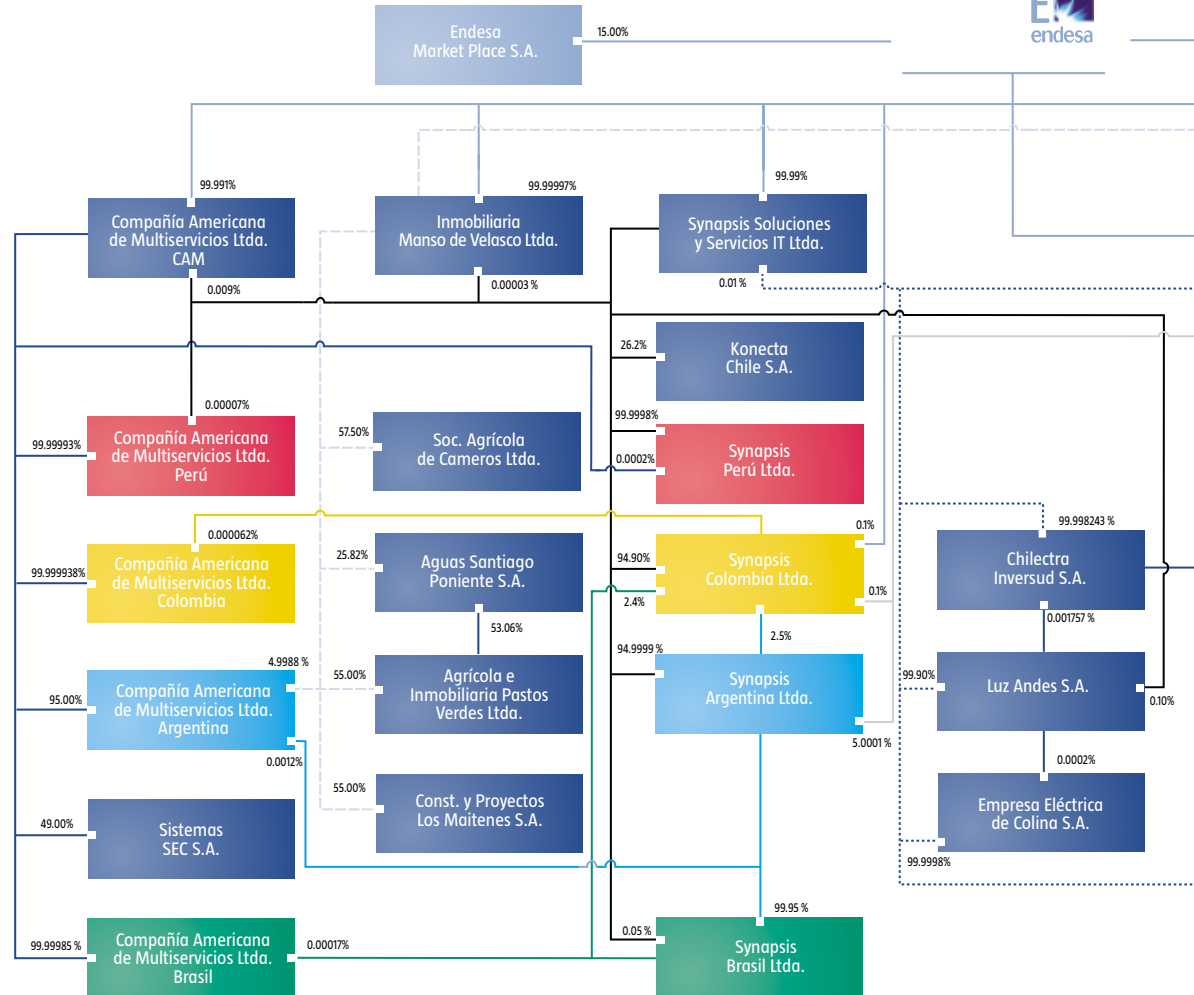 Endesa
Market Place S.A.
15.00%
E
endesa
99.991%
99.99997%
99.99%
Compañía Americana
de Multiservicios Ltda.
CAM
Inmobiliaria
Manso de Velasco Ltda.
Synapsis Soluciones
y Servicios IT Ltda.
0.009%
0.00003 %
0.01 %
26.2%
Konecta
Chile S.A.
0.00007%
99.9998%
99.99993%
Compañía Americana
de Multiservicios Ltda.
Perú
57.50%
Soc. Agrícola
de Cameros Ltda.
0.0002%
Synapsis
Perú Ltda.
0.000062%
0.1%
99.998243 %
99.999938%
Compañía Americana
de Multiservicios Ltda.
Colombia
25.82%
Aguas Santiago
Poniente S.A.
94.90%
2.4%
Synapsis
Colombia Ltda.
0.1%
Chilectra
Inversud S.A.
53.06%
2.5%
0.001757 %
4.9988 %
94.9999 %
95.00%
Compañía Americana
de Multiservicios Ltda.
Argentina
55.00%
Agrícola e
Inmobiliaria Pastos
Verdes Ltda.
Synapsis
Argentina Ltda.
99.90%
Luz Andes S.A.
0.10%
0.0012%
5.0001 %
0.0002%
55.00%
Const. y Proyectos
Los Maitenes S.A.
49.00%
Sistemas
SEC S.A.
Empresa Eléctrica
de Colina S.A.
99.9998%
99.95 %
99.99985 %
Compañía Americana
de Multiservicios Ltda.
Brasil
0.00017%
0.05 %
Synapsis
Brasil Ltda.